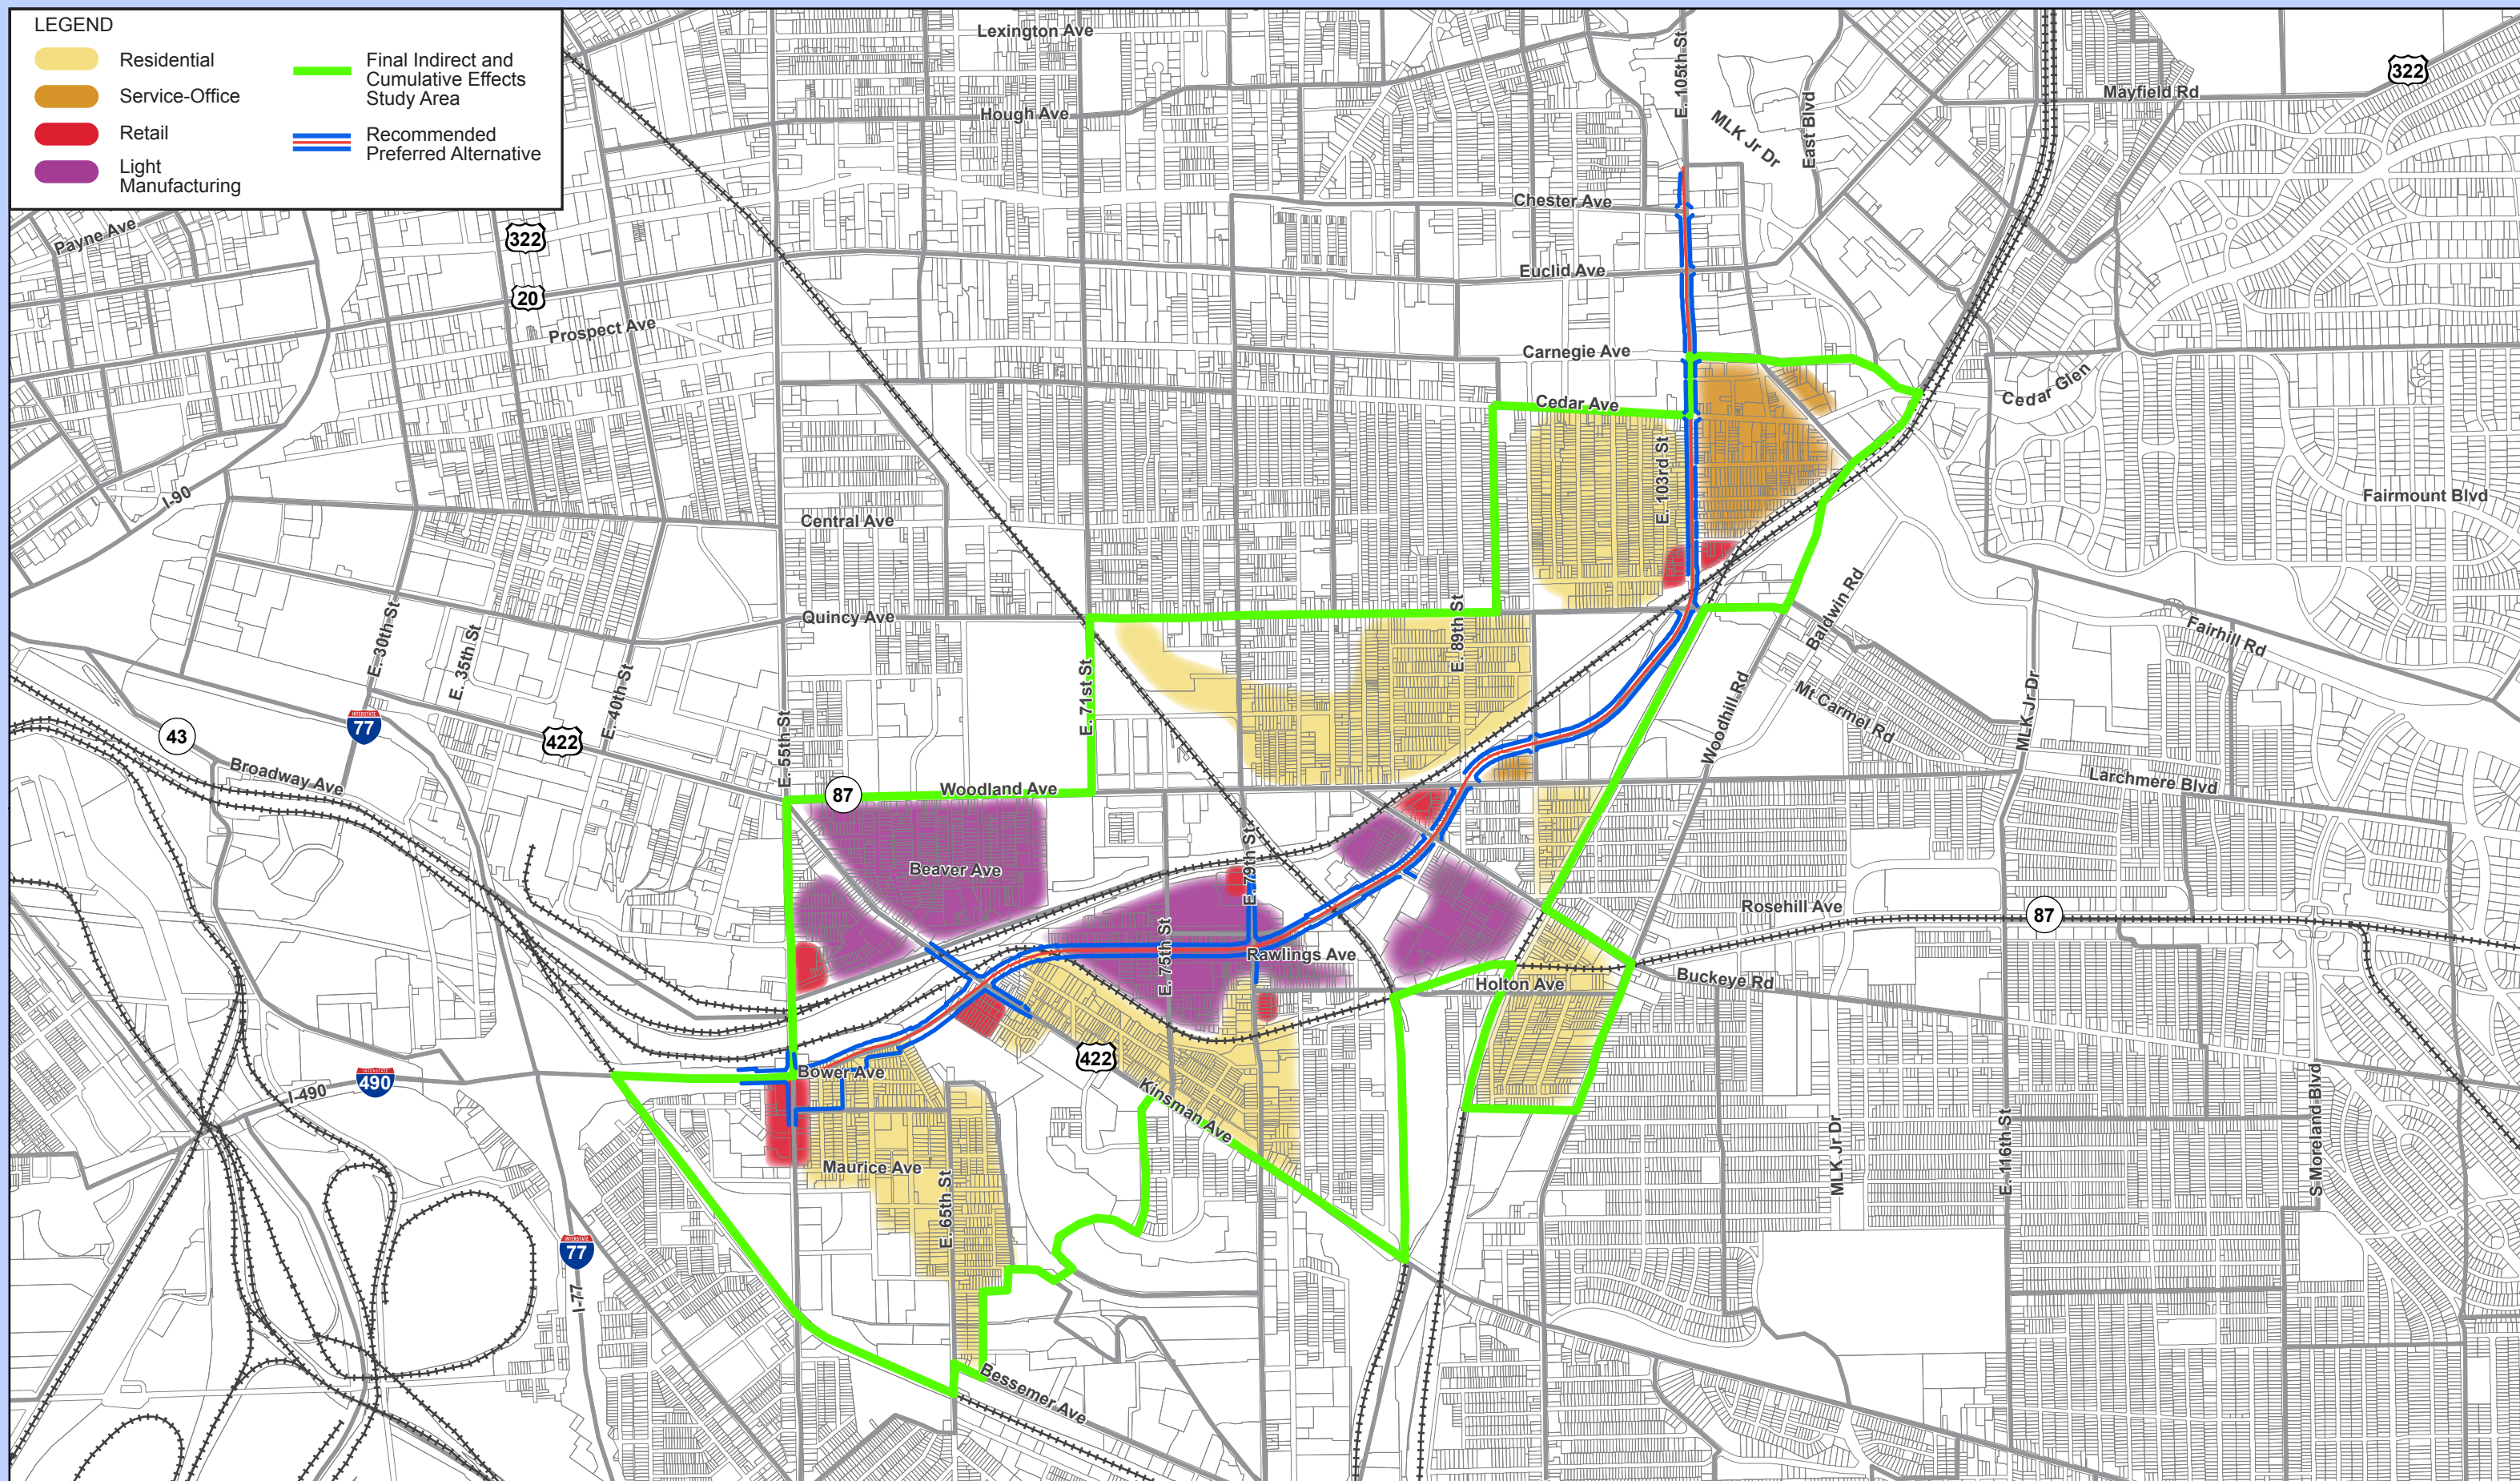 LEGEND
Residential
Service-Office
Retail
Light
Manufacturing
Final Indirect and
Cumulative Effects
Study Area
Recommended
Preferred Alternative
Lexington Ave
Hough Ave
E. 105th St
MLK Jr Dr
East Blvd
Mayfield Rd
322
Payne Ave
322
20
Prospect Ave
Chester Ave
Euclid Ave
Carnegie Ave
Cedar Ave
Cedar Glen
I-90
Central Ave
E. 103rd St
Fairmount Blvd
Quincy Ave
E. 30th St
E. 35th St
E. 40th St
E. 55th St
E. 71st St
E. 89th St
Baldwin Rd
Fairhill Rd
Woodhill Rd
Mt Carmel Rd
MLK Jr Dr
43
INTERSTATE
77
422
Broadway Ave
87
Woodland Ave
Larchmere Blvd
Beaver Ave
E. 79th St
E. 75th St
Rawlings Ave
Rosehill Ave
87
Holton Ave
Buckeye Rd
I-490
INTERSTATE
490
Bower Ave
422
Kinsman Ave
Maurice Ave
E. 65th St
MLK Jr Dr
E. 116th St
S Moreland Blvd
INTERSTATE
77
I-77
Bessemer Ave